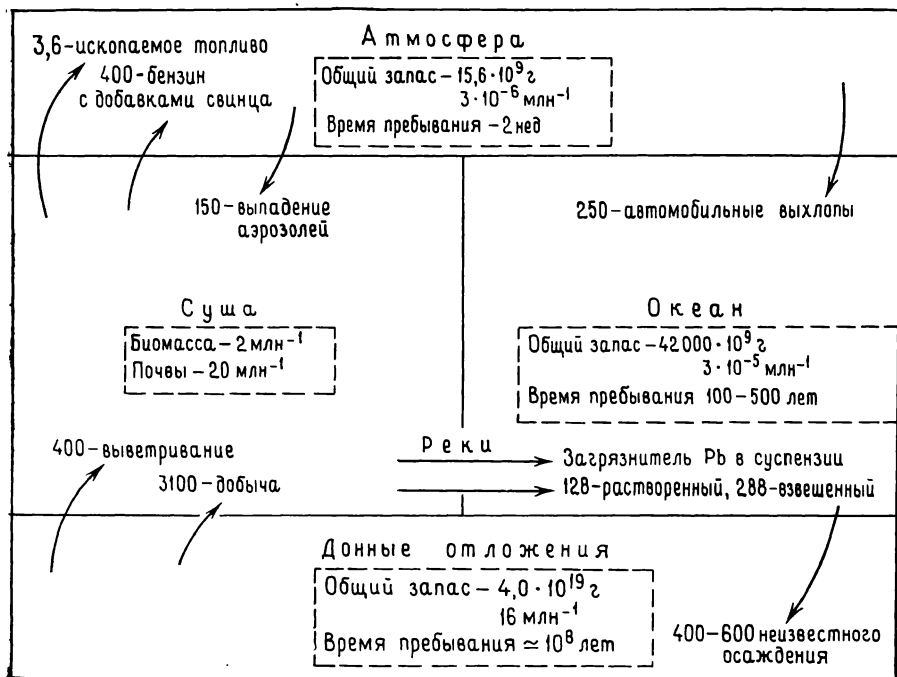 Атмосфера
3,6-ископаемое топливо
400-бензин
с добавками свинца
Общий запас – 15,6·10⁹ г
3·10⁻⁶ млн⁻¹
Время пребывания – 2 нед
150-выпадение
аэрозолей
250-автомобильные выхлопы
Суша
Биомасса – 2 млн⁻¹
Почвы – 20 млн⁻¹
Океан
Общий запас – 42000·10⁹ г
3·10⁻⁵ млн⁻¹
Время пребывания 100–500 лет
400-выветривание
3100-добыча
Реки
Загрязнитель Pb в суспензии
128-растворенный, 288-взвешенный
Донные отложения
Общий запас – 4,0·10¹⁹ г
16 млн⁻¹
Время пребывания ≃ 10⁸ лет
400–600 неизвестного
осаждения